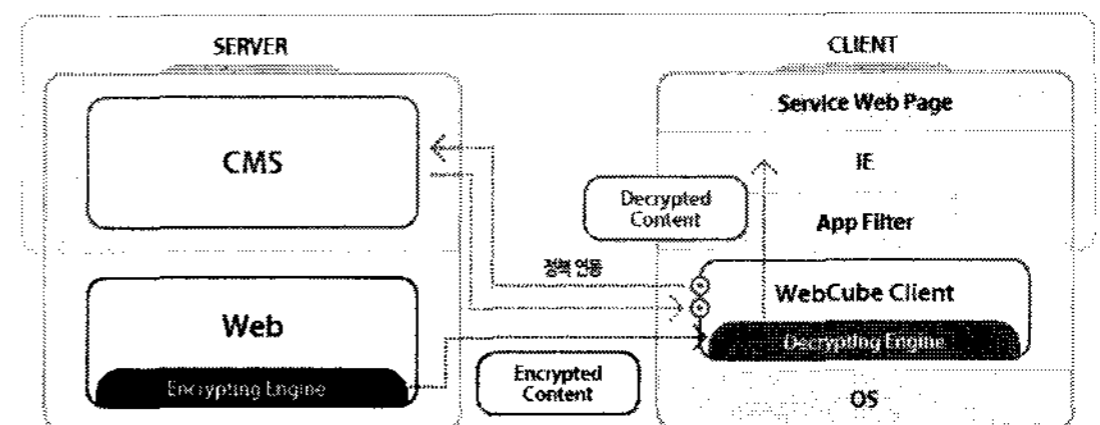 SERVER
CLIENT
CMS
Service Web Page
IE
Decrypted
Content
App Filter
정책 연동
WebCube Client
Web
Decrypting Engine
Encrypting Engine
Encrypted
Content
OS